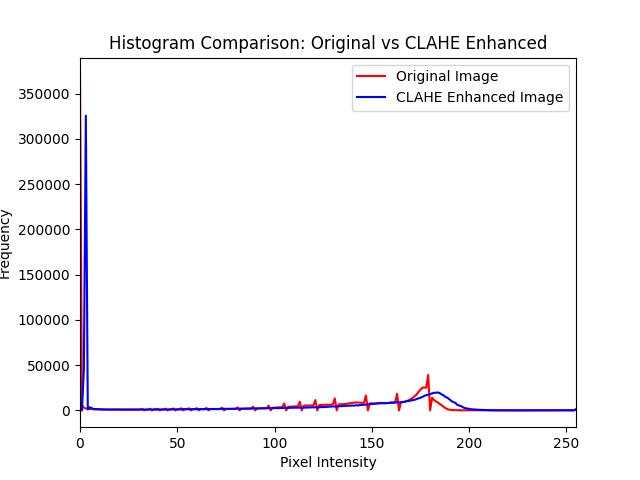 Histogram Comparison: Original vs CLAHE Enhanced
Original Image
CLAHE Enhanced Image
Frequency
350000
300000
250000
200000
150000
100000
50000
0
0 50 100 150 200 250
Pixel Intensity